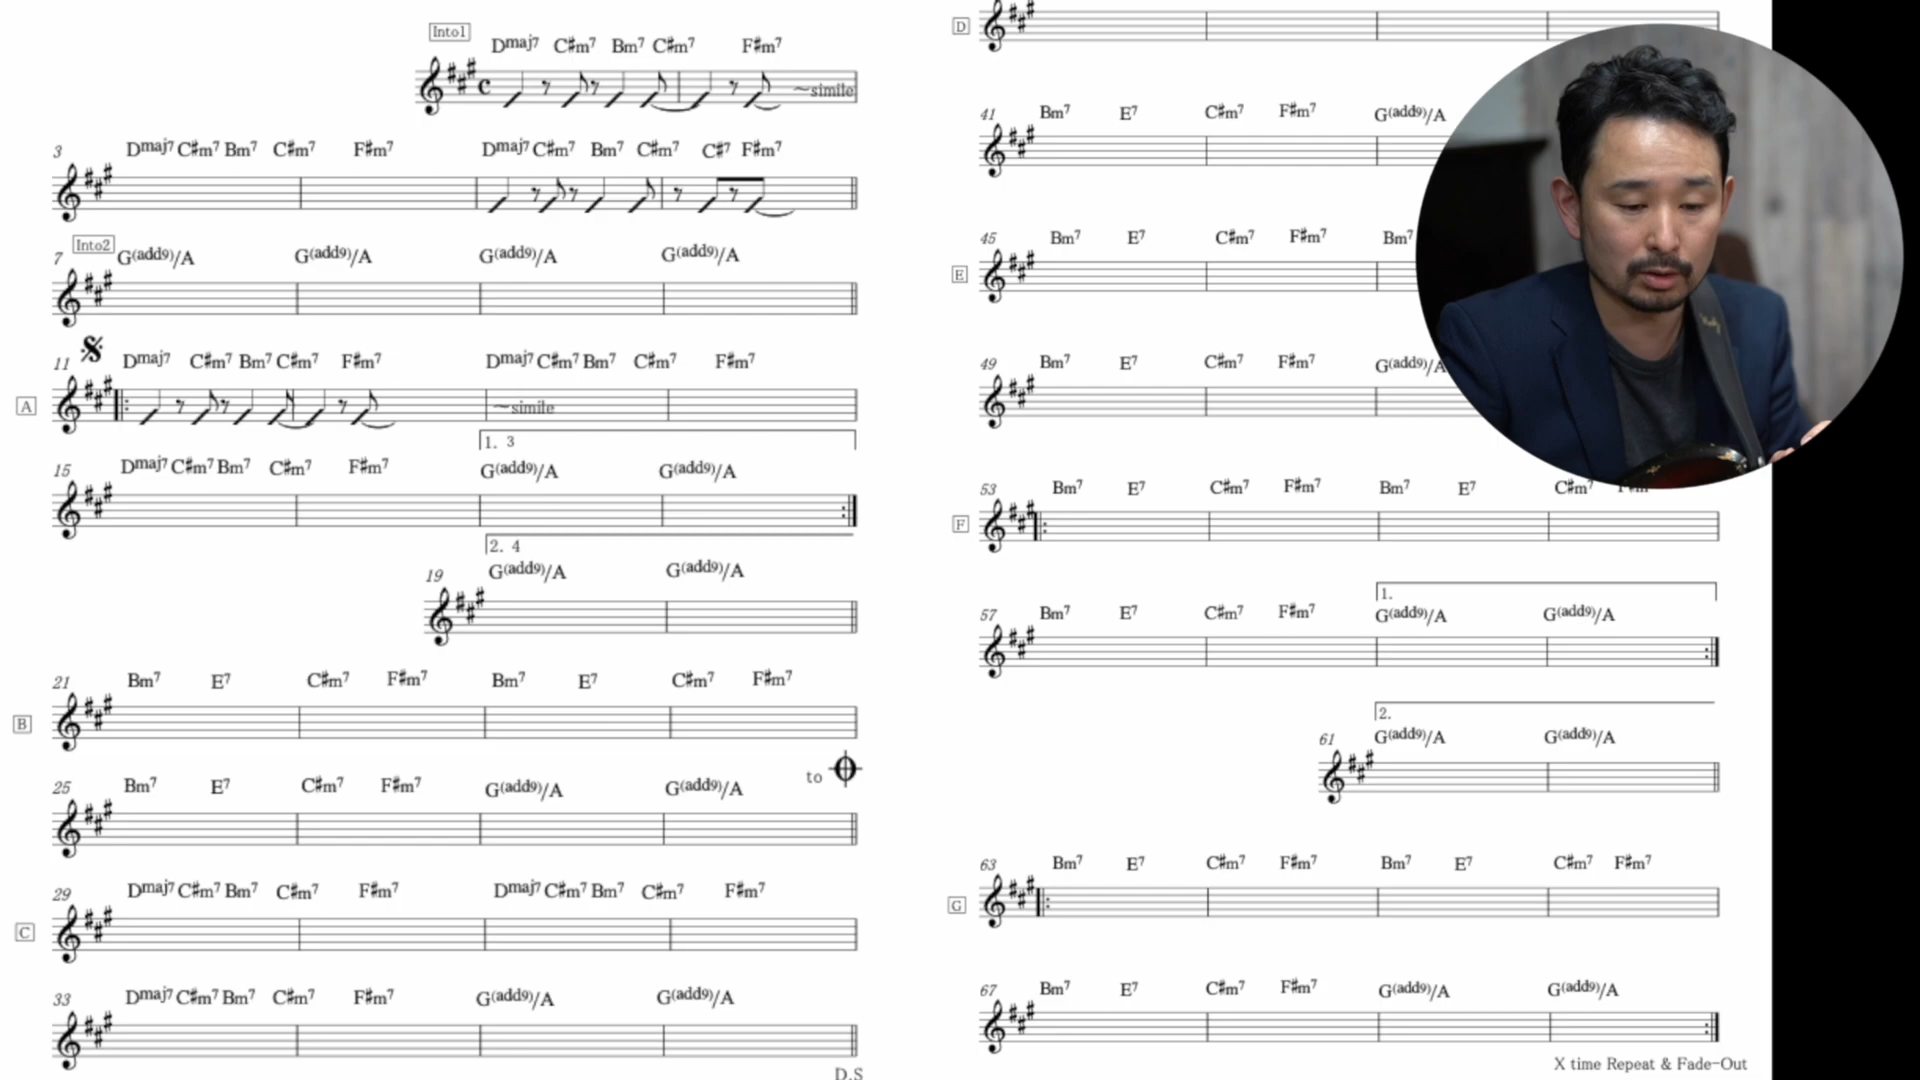 Into1
Dmaj7 C♯m7 Bm7 C♯m7 F♯m7
~simile
3
Dmaj7 C♯m7 Bm7 C♯m7 F♯m7 Dmaj7 C♯m7 Bm7 C♯m7 C♯7 F♯m7
Into2
7
G(add9)/A G(add9)/A G(add9)/A G(add9)/A
11
Dmaj7 C♯m7 Bm7 C♯m7 F♯m7 Dmaj7 C♯m7 Bm7 C♯m7 F♯m7
A
~simile
1. 3
15
Dmaj7 C♯m7 Bm7 C♯m7 F♯m7 G(add9)/A G(add9)/A
2. 4
19
G(add9)/A G(add9)/A
21
Bm7 E7 C♯m7 F♯m7 Bm7 E7 C♯m7 F♯m7
B
to
25
Bm7 E7 C♯m7 F♯m7 G(add9)/A G(add9)/A
29
Dmaj7 C♯m7 Bm7 C♯m7 F♯m7 Dmaj7 C♯m7 Bm7 C♯m7 F♯m7
C
33
Dmaj7 C♯m7 Bm7 C♯m7 F♯m7 G(add9)/A G(add9)/A
D.S
D
41
Bm7 E7 C♯m7 F♯m7 G(add9)/A
45
Bm7 E7 C♯m7 F♯m7 Bm7
E
49
Bm7 E7 C♯m7 F♯m7 G(add9)/A
53
Bm7 E7 C♯m7 F♯m7 Bm7 E7 C♯m7
F
1.
57
Bm7 E7 C♯m7 F♯m7 G(add9)/A G(add9)/A
2.
61
G(add9)/A G(add9)/A
63
Bm7 E7 C♯m7 F♯m7 Bm7 E7 C♯m7 F♯m7
G
67
Bm7 E7 C♯m7 F♯m7 G(add9)/A G(add9)/A
X time Repeat & Fade-Out